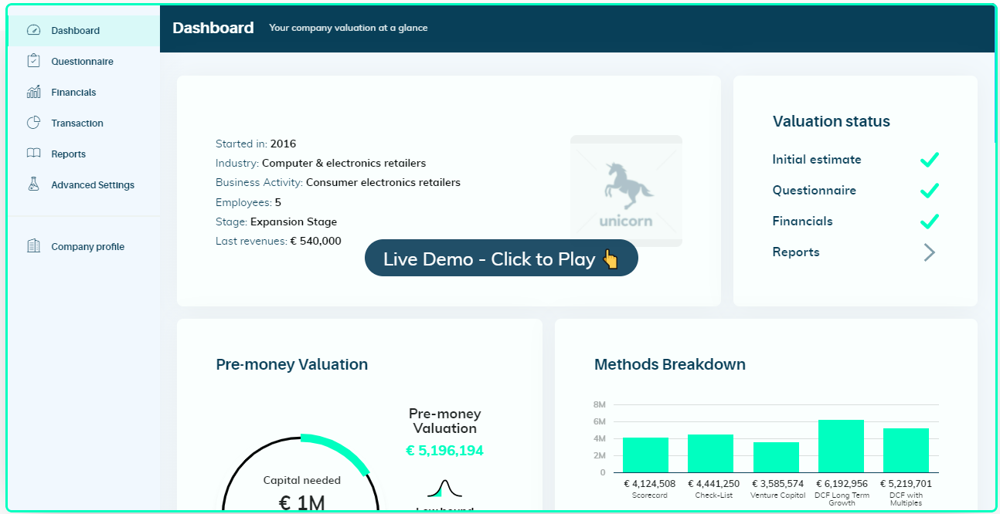 Dashboard
Questionnaire
Financials
Transaction
Reports
Advanced Settings
Company profile
Dashboard
Your company valuation at a glance
Started in: 2016
Industry: Computer & electronics retailers
Business Activity: Consumer electronics retailers
Employees: 5
Stage: Expansion Stage
Last revenues: € 540,000
unicorn
Live Demo - Click to Play
Valuation status
Initial estimate
Questionnaire
Financials
Reports
Pre-money Valuation
Capital needed
€ 1M
Pre-money
Valuation
€ 5,196,194
Low bound
Methods Breakdown
8M
6M
4M
2M
0
€ 4,124,508
Scorecard
€ 4,441,250
Check-List
€ 3,585,574
Venture Capital
€ 6,192,956
DCF Long Term
Growth
€ 5,219,701
DCF with
Multiples